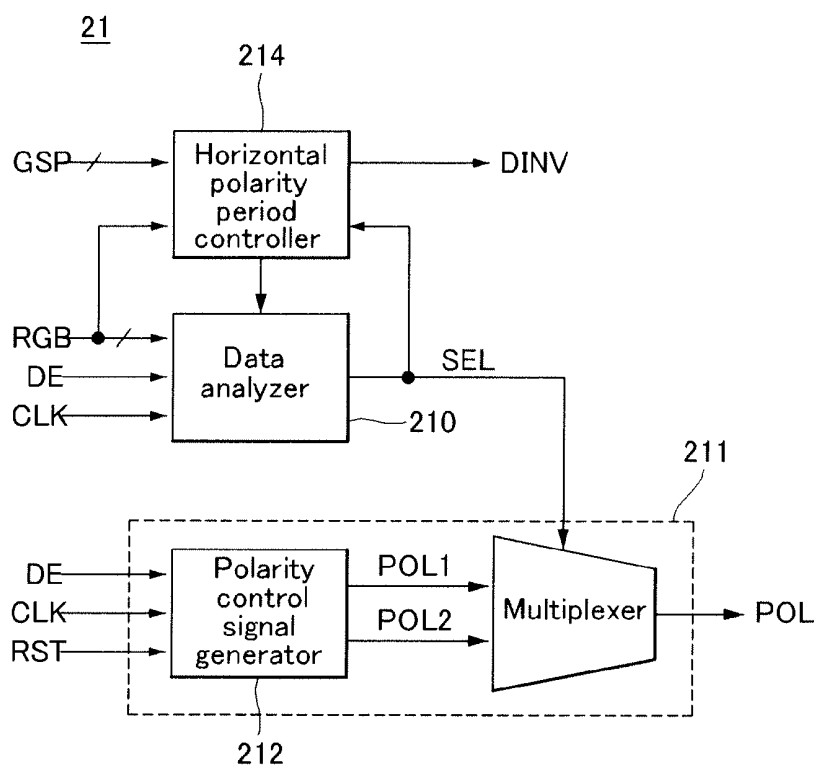 21
214
GSP
Horizontal
polarity
period
controller
DINV
RGB
DE
CLK
Data
analyzer
SEL
210
211
DE
CLK
RST
Polarity
control
signal
generator
POL1
POL2
Multiplexer
POL
212